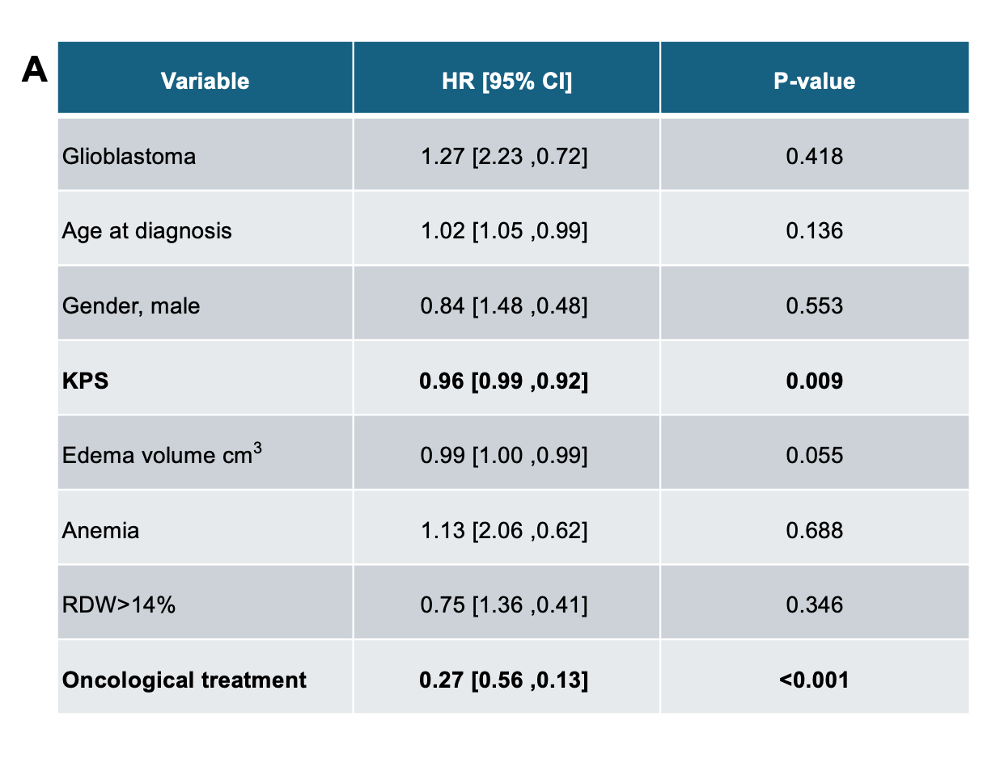 A
Variable HR [95% CI] P-value
Glioblastoma 1.27 [2.23 ,0.72] 0.418
Age at diagnosis 1.02 [1.05 ,0.99] 0.136
Gender, male 0.84 [1.48 ,0.48] 0.553
KPS 0.96 [0.99 ,0.92] 0.009
Edema volume cm³ 0.99 [1.00 ,0.99] 0.055
Anemia 1.13 [2.06 ,0.62] 0.688
RDW>14% 0.75 [1.36 ,0.41] 0.346
Oncological treatment 0.27 [0.56 ,0.13] <0.001